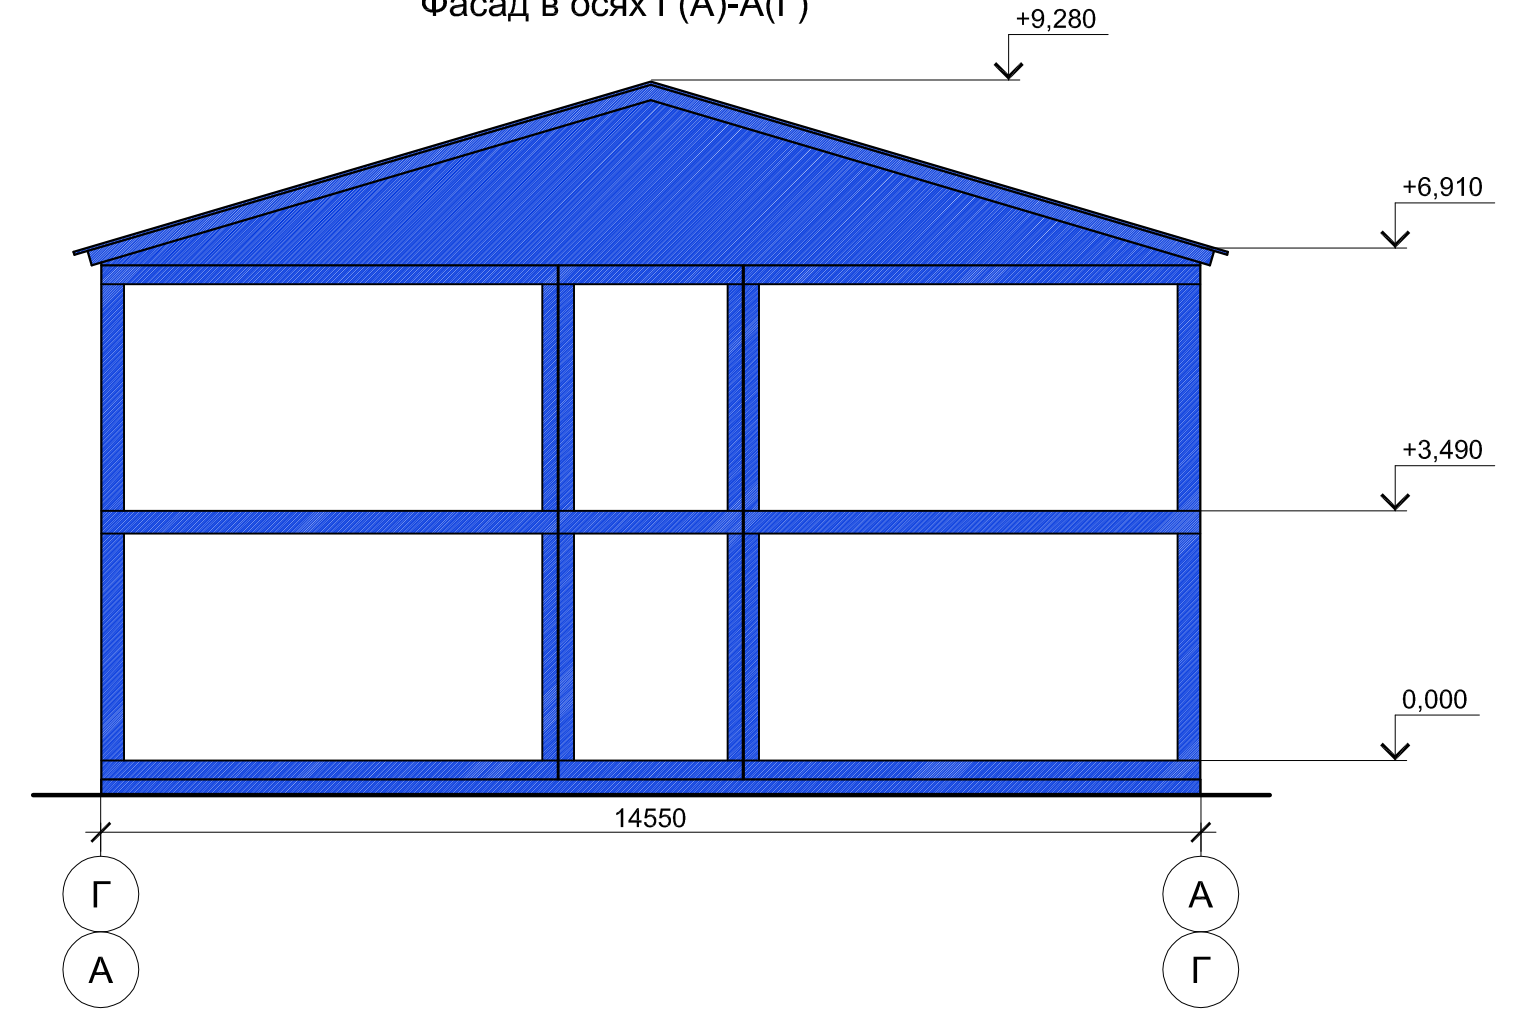 Фасад в осях Г(А)-А(Г)
+9,280
+6,910
+3,490
0,000
14550
Г
А
А
Г